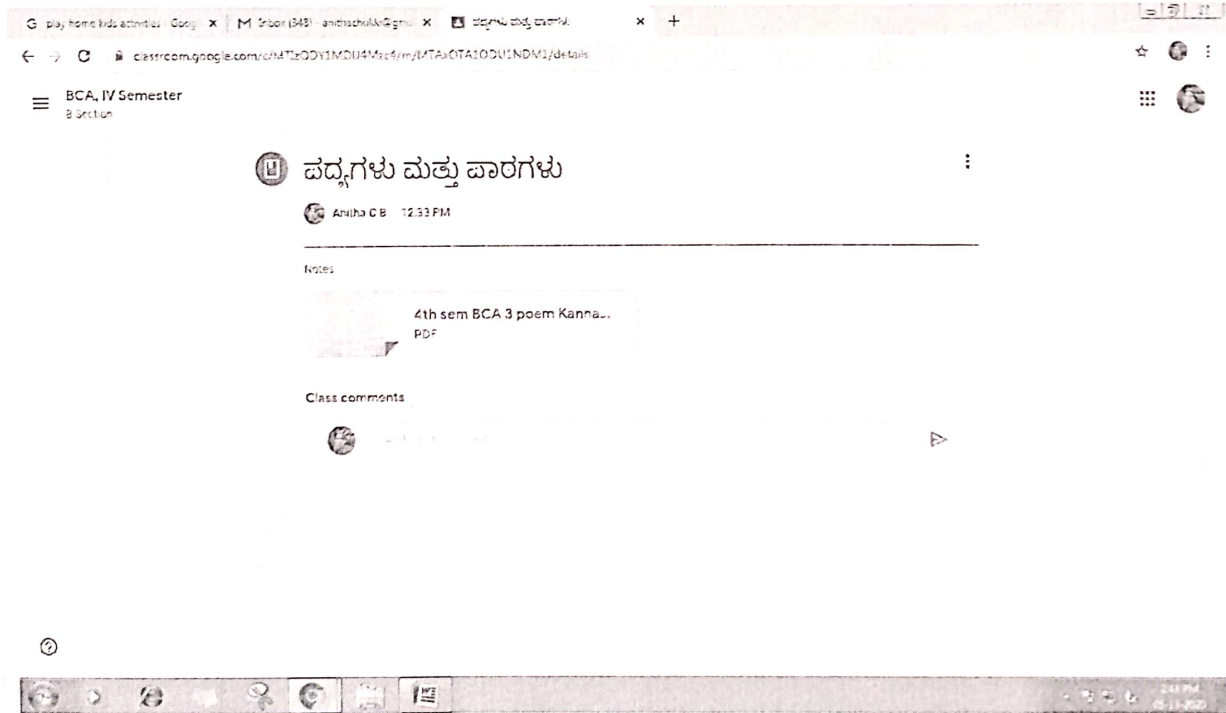 BCA, IV Semester
B Section
ಪದ್ಯಗಳು ಮತ್ತು ಪಾಠಗಳು
Anitha C B 12:33 PM
Notes
4th sem BCA 3 poem Kanna...
PDF
Class comments